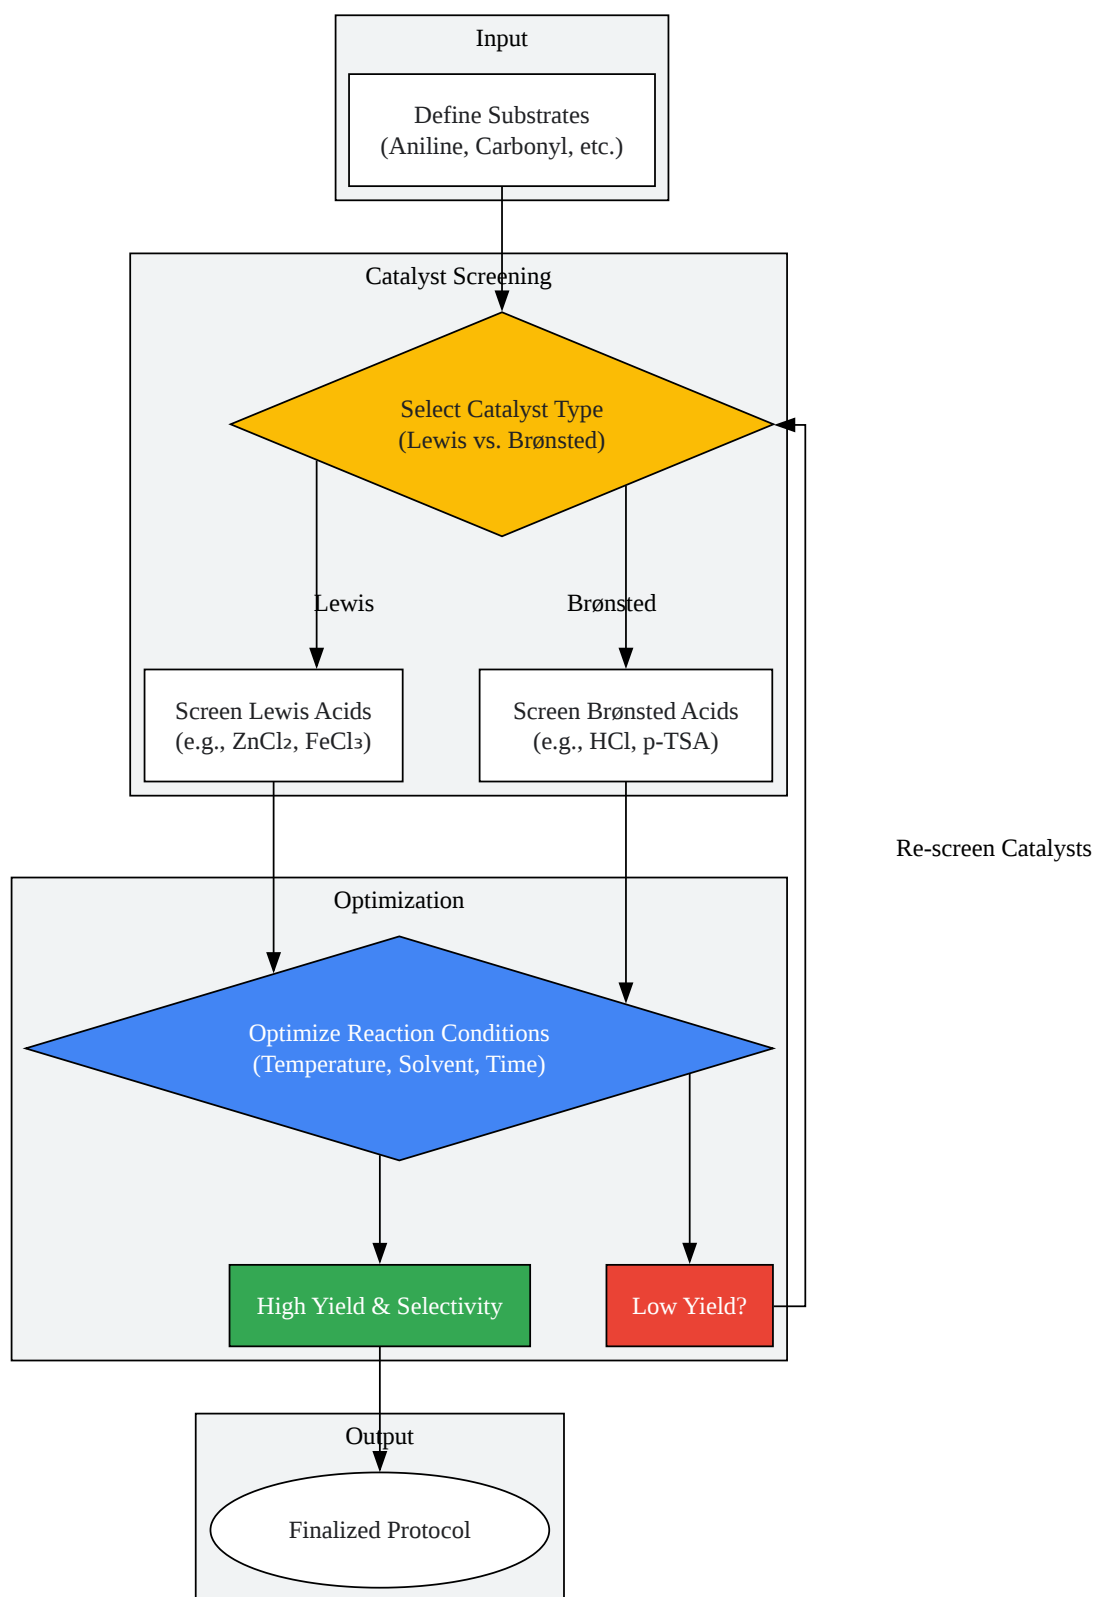 Input
Define Substrates
(Aniline, Carbonyl, etc.)
Catalyst Screening
Select Catalyst Type
(Lewis vs. Brønsted)
Lewis
Brønsted
Screen Lewis Acids
(e.g., ZnCl₂, FeCl₃)
Screen Brønsted Acids
(e.g., HCl, p-TSA)
Re-screen Catalysts
Optimization
Optimize Reaction Conditions
(Temperature, Solvent, Time)
High Yield & Selectivity
Low Yield?
Output
Finalized Protocol